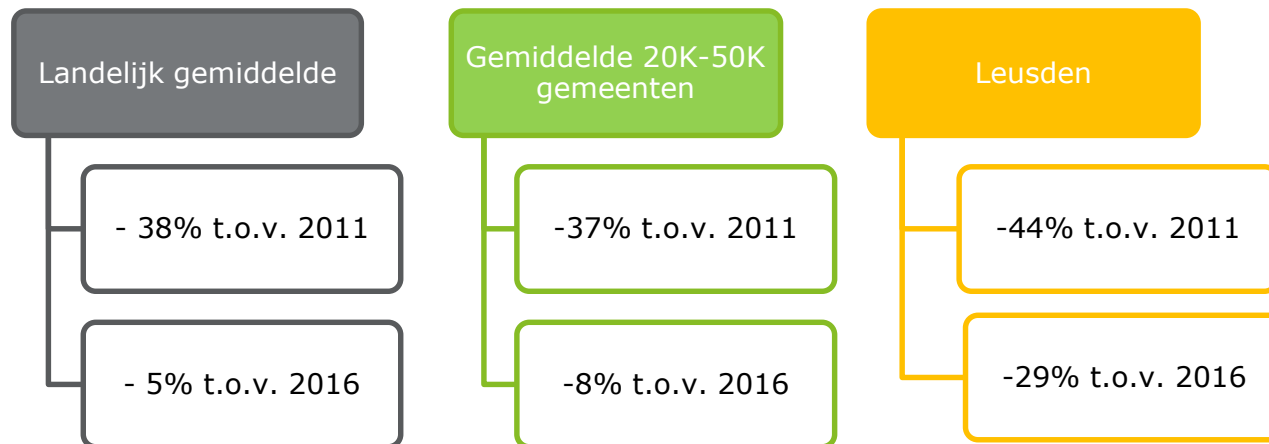 Landelijk gemiddelde
- 38% t.o.v. 2011
- 5% t.o.v. 2016
Gemiddelde 20K-50K
gemeenten
-37% t.o.v. 2011
-8% t.o.v. 2016
Leusden
-44% t.o.v. 2011
-29% t.o.v. 2016